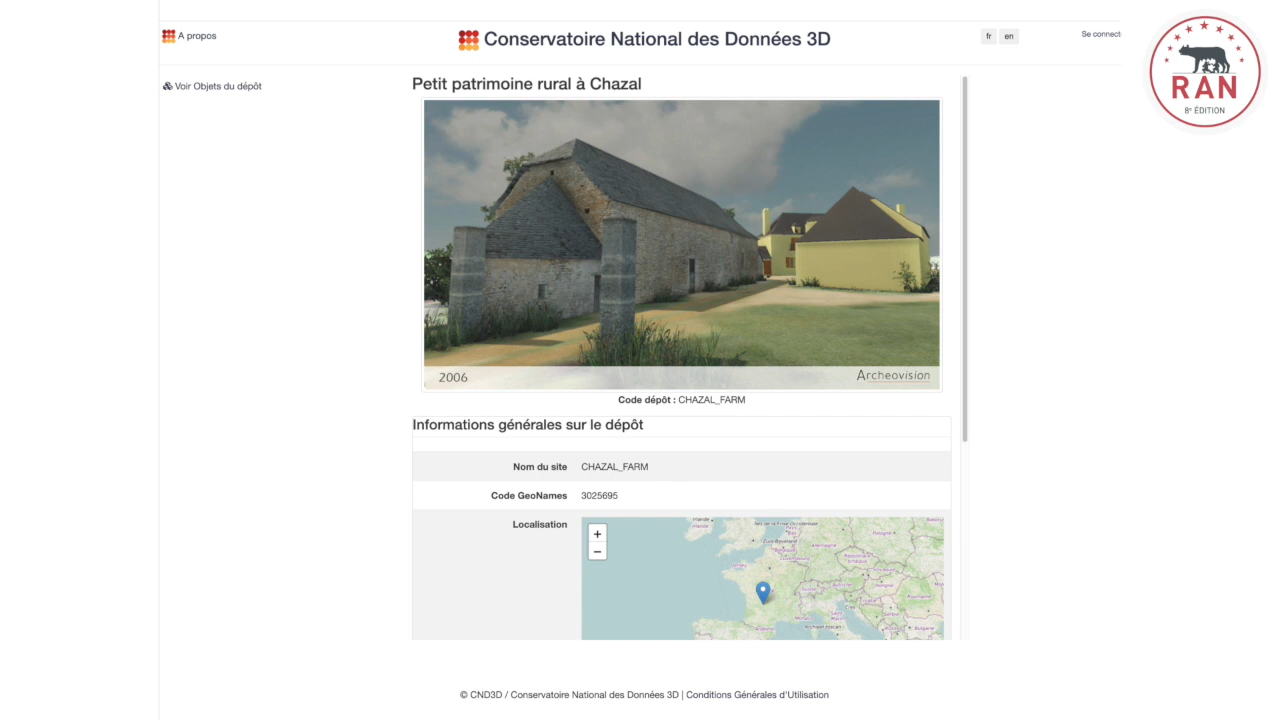 A propos
Conservatoire National des Données 3D
fr
en
Se connect
RAN
8e ÉDITION
Voir Objets du dépôt
Petit patrimoine rural à Chazal
2006
Archeovision
Code dépôt : CHAZAL_FARM
Informations générales sur le dépôt
Nom du site CHAZAL_FARM
Code GeoNames 3025695
Localisation
+
−
© CND3D / Conservatoire National des Données 3D | Conditions Générales d'Utilisation